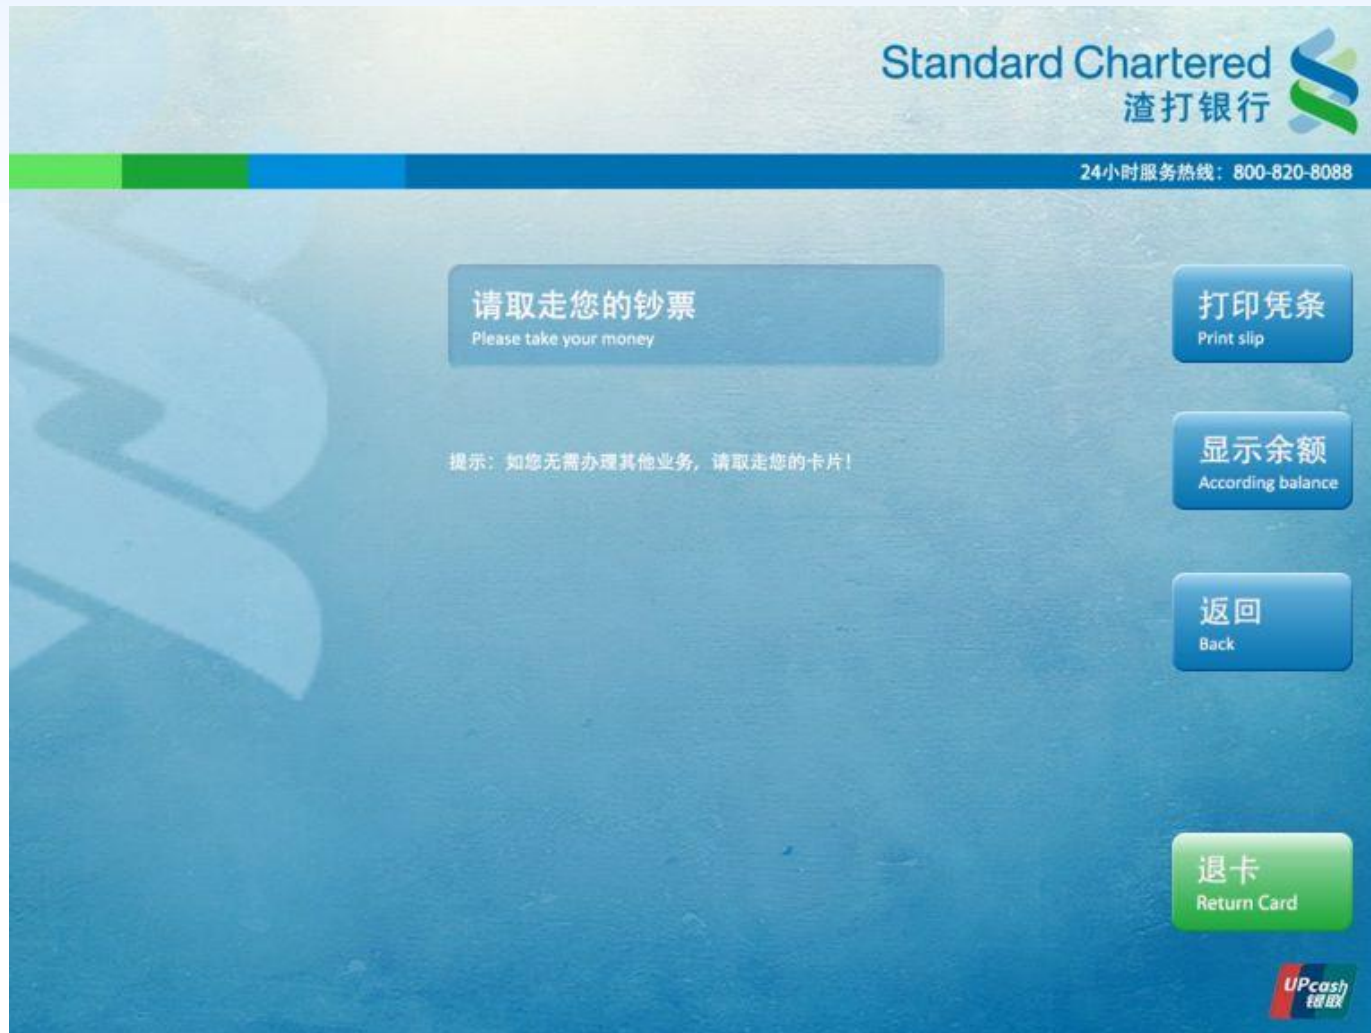 Standard Chartered
渣打银行
24小时服务热线：800-820-8088
请取走您的钞票
Please take your money
打印凭条
Print slip
提示：如您无需办理其他业务，请取走您的卡片！
显示余额
According balance
返回
Back
退卡
Return Card
UPcash
银取